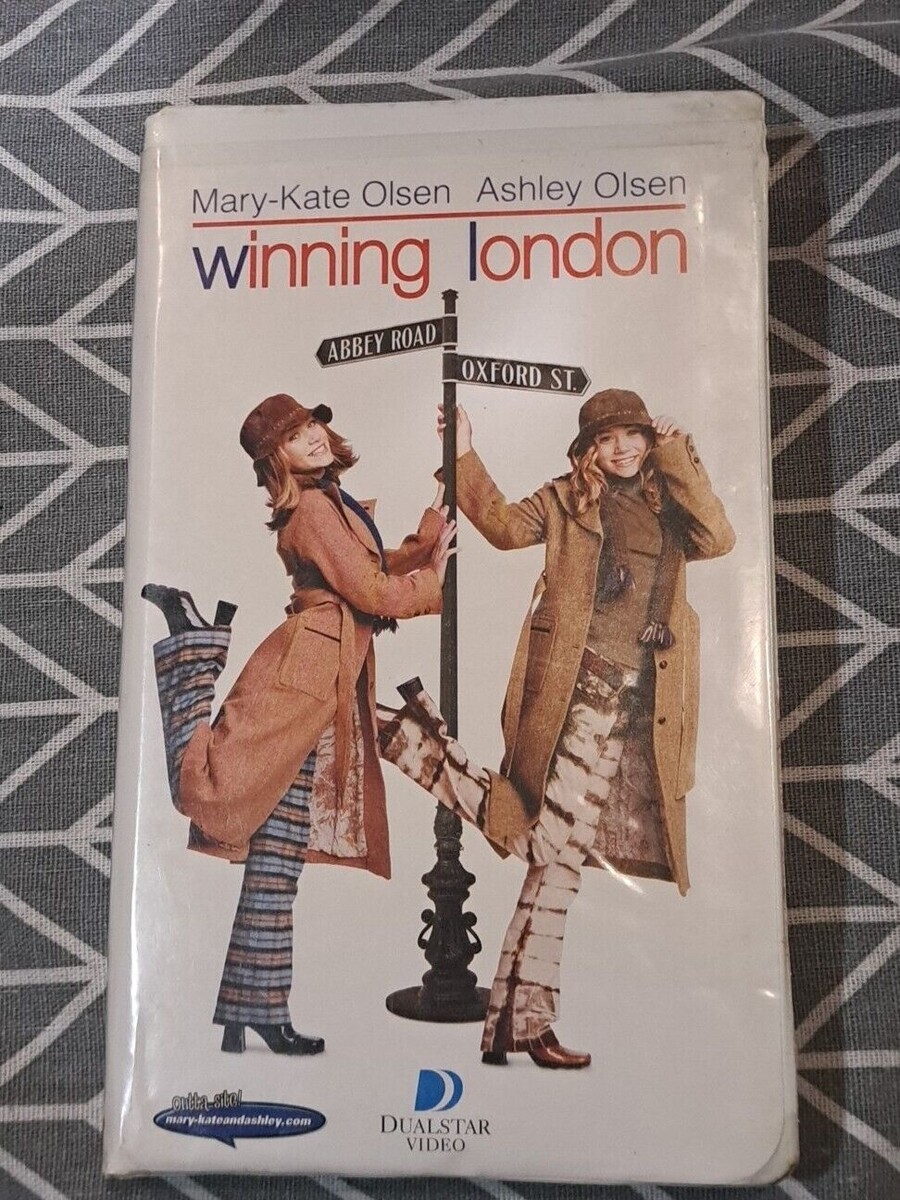 Mary-Kate Olsen Ashley Olsen
winning london
ABBEY ROAD
OXFORD ST.
outta-site!
mary-kateandashley.com
DUALSTAR
VIDEO